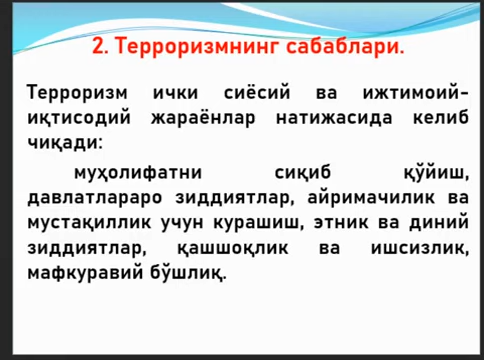 2. Терроризмнинг сабаблари.
Терроризм ички сиёсий ва ижтимоий-
иқтисодий жараёнлар натижасида келиб
чиқади:
муҳолифатни сиқиб қўйиш,
давлатлараро зиддиятлар, айримачилик ва
мустақиллик учун курашиш, этник ва диний
зиддиятлар, қашшоқлик ва ишсизлик,
мафкуравий бўшлиқ.